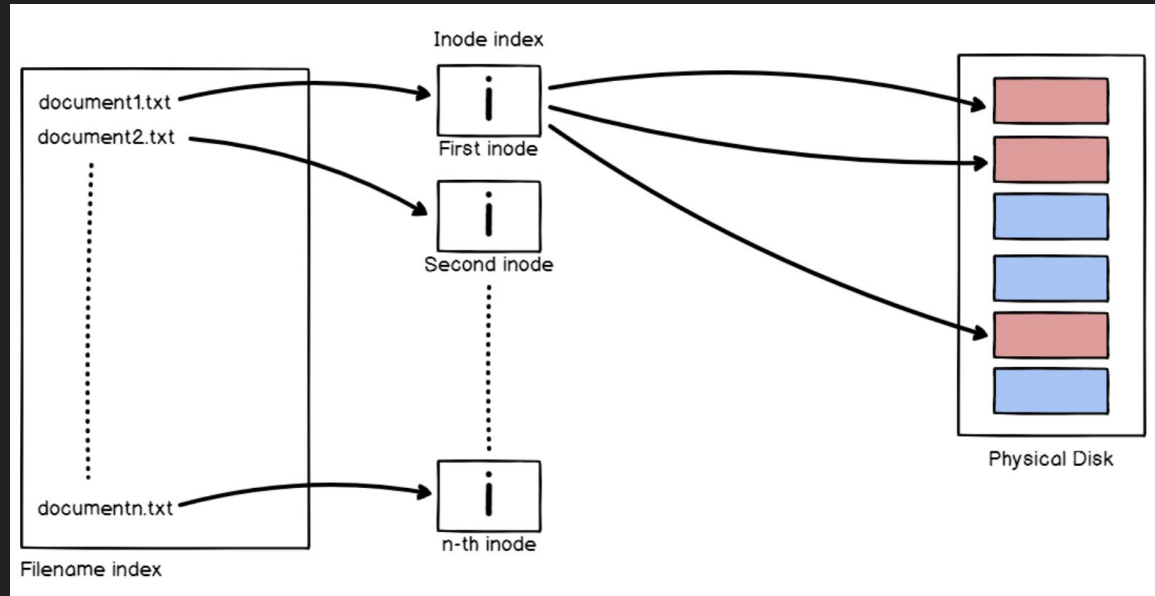 Inode index
document1.txt
document2.txt
i
First inode
i
Second inode
documentn.txt
i
n-th inode
Filename index
Physical Disk